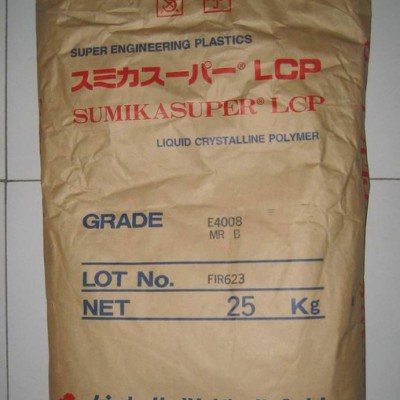 SUPER ENGINEERING PLASTICS
スミカスーパー® LCP
SUMIKASUPER® LCP
LIQUID CRYSTALLINE POLYMER
GRADE E4008
MR B
LOT No. FIR623
NET 25 Kg